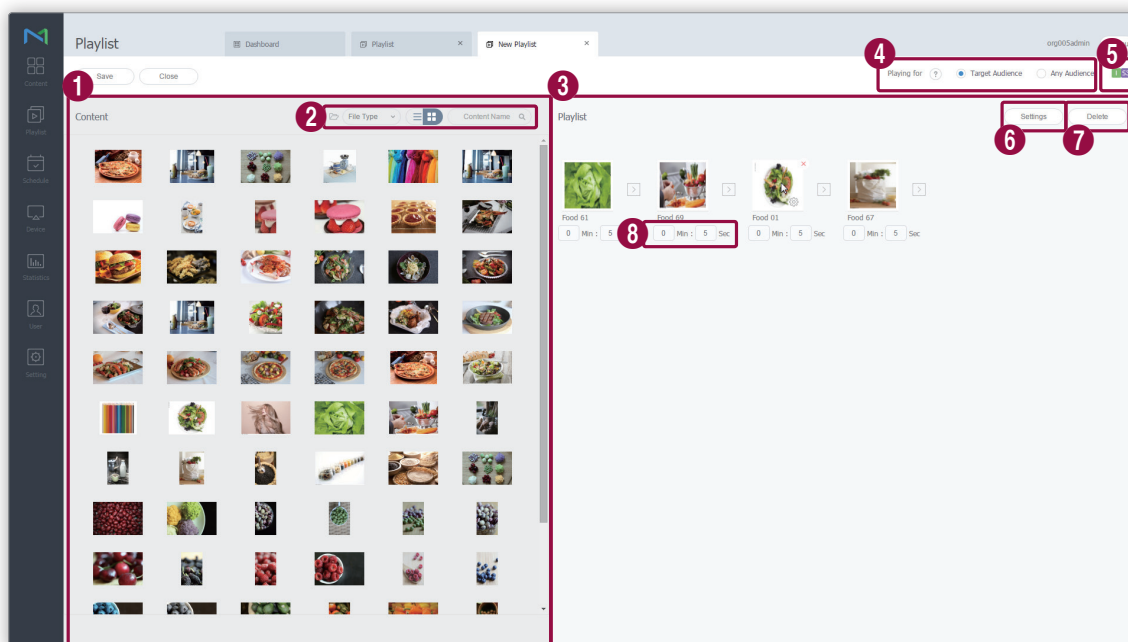 Playlist
Dashboard
Playlist ×
New Playlist ×
org005admin
Content
Playlist
Schedule
Device
Statistics
User
Setting
Save
Close
4
5
Playing for ? Target Audience Any Audience
1
3
Content
2
File Type
Content Name
Playlist
Settings
Delete
6
7
Food 61
Food 69
Food 01
Food 67
8
0 Min : 5
0 Min : 5 Sec
0 Min : 5 Sec
0 Min : 5 Sec